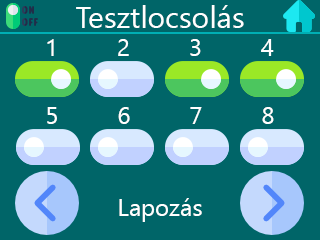 ON
OFF
Tesztlocsolás
1 2 3 4
5 6 7 8
Lapozás